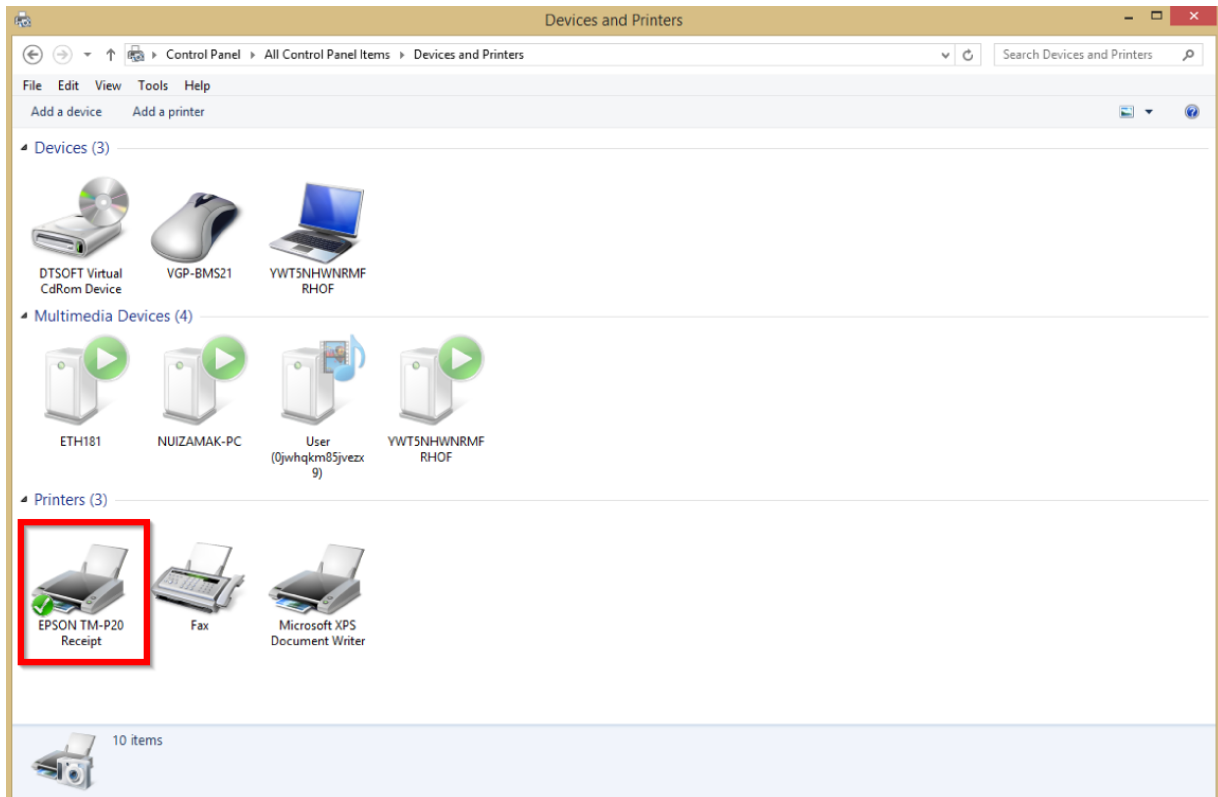 Devices and Printers
Control Panel All Control Panel Items Devices and Printers
Search Devices and Printers
File Edit View Tools Help
Add a device Add a printer
Devices (3)
DTSOFT Virtual
CdRom Device
VGP-BMS21
YWT5NHWNRMF
RHOF
Multimedia Devices (4)
ETH181
NUIZAMAK-PC
User
(0jwhqkm85jvezx
9)
YWT5NHWNRMF
RHOF
Printers (3)
EPSON TM-P20
Receipt
Fax
Microsoft XPS
Document Writer
10 items